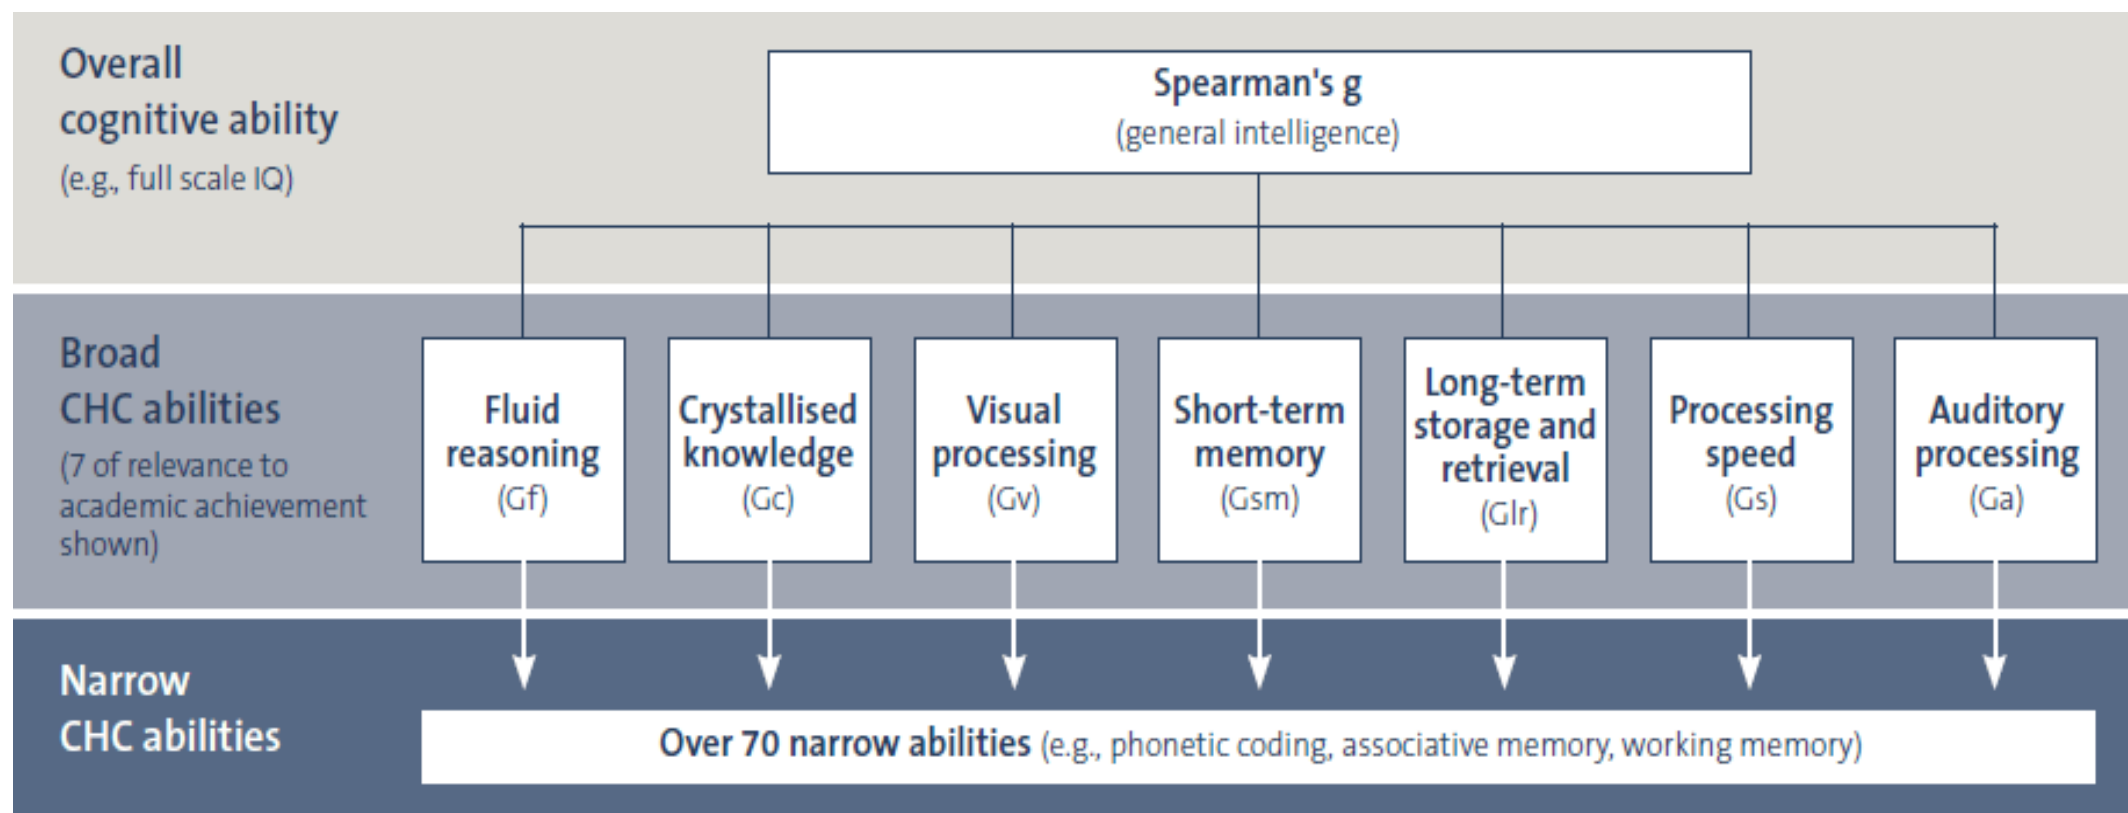 Overall
cognitive ability
(e.g., full scale IQ)
Spearman's g
(general intelligence)
Broad
CHC abilities
(7 of relevance to
academic achievement
shown)
Fluid
reasoning
(Gf)
Crystallised
knowledge
(Gc)
Visual
processing
(Gv)
Short-term
memory
(Gsm)
Long-term
storage and
retrieval
(Glr)
Processing
speed
(Gs)
Auditory
processing
(Ga)
Narrow
CHC abilities
Over 70 narrow abilities (e.g., phonetic coding, associative memory, working memory)